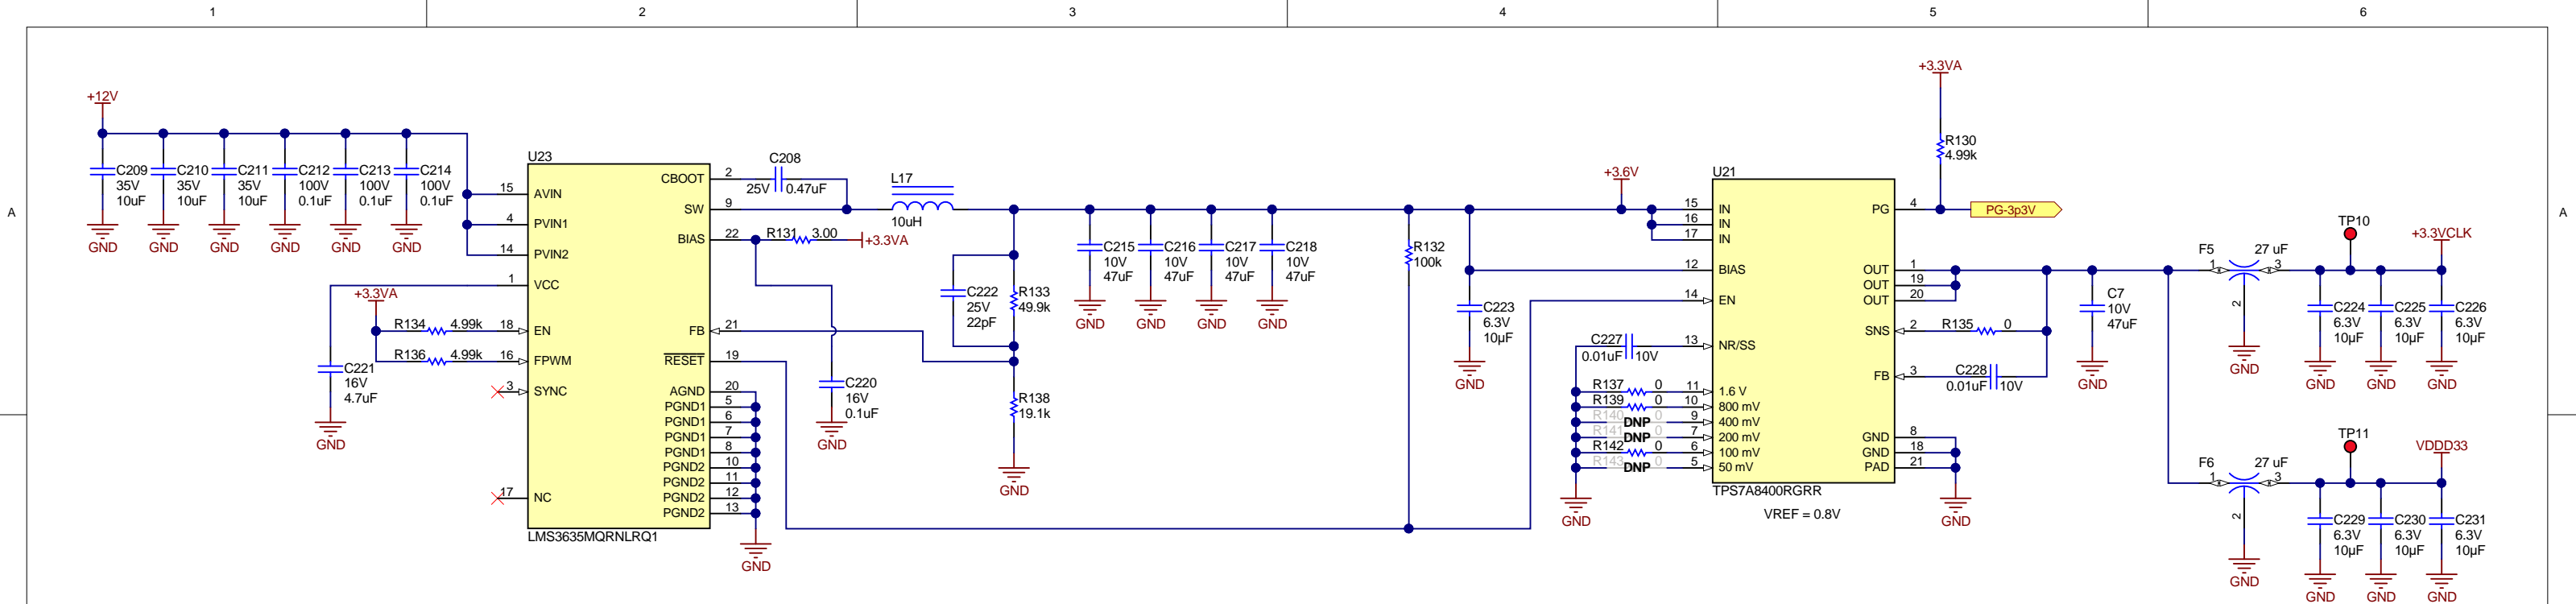 1
2
3
4
5
6
A
A
+12V
C209
35V
10uF
GND
C210
35V
10uF
GND
C211
35V
10uF
GND
C212
100V
0.1uF
GND
C213
100V
0.1uF
GND
C214
100V
0.1uF
GND
+3.3VA
R134 4.99k
R136 4.99k
C221
16V
4.7uF
GND
U23
15 AVIN
4 PVIN1
14 PVIN2
1 VCC
18 EN
16 FPWM
3 SYNC
17 NC
CBOOT 2
SW 9
BIAS 22
FB 21
RESET 19
AGND 20
PGND1 5
PGND1 6
PGND1 7
PGND1 8
PGND2 10
PGND2 11
PGND2 12
PGND2 13
LMS3635MQRNLRQ1
GND
C208
25V 0.47uF
R131 3.00
+3.3VA
C220
16V
0.1uF
GND
L17
10uH
C222
25V
22pF
R133
49.9k
R138
19.1k
GND
C215
10V
47uF
GND
C216
10V
47uF
GND
C217
10V
47uF
GND
C218
10V
47uF
GND
R132
100k
C223
6.3V
10µF
GND
+3.6V
C227
0.01uF 10V
R137 0
R139 0
R140 DNP 0
R141 DNP 0
R142 0
R143 DNP 0
GND
U21
15 IN
16 IN
17 IN
12 BIAS
14 EN
13 NR/SS
11 1.6 V
10 800 mV
9 400 mV
7 200 mV
6 100 mV
5 50 mV
PG 4
OUT 1
OUT 19
OUT 20
SNS 2
FB 3
GND 8
GND 18
PAD 21
TPS7A8400RGRR
VREF = 0.8V
GND
+3.3VA
R130
4.99k
PG-3p3V
R135 0
C228
0.01uF 10V
C7
10V
47uF
GND
F5 27 uF
1 3
2
GND
TP10
+3.3VCLK
C224
6.3V
10µF
GND
C225
6.3V
10µF
GND
C226
6.3V
10µF
GND
F6 27 uF
1 3
2
GND
TP11
VDDD33
C229
6.3V
10µF
GND
C230
6.3V
10µF
GND
C231
6.3V
10µF
GND